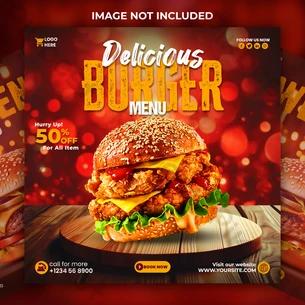 IMAGE NOT INCLUDED
LOGO
HERE
FOLLOW US NOW
Delicious
BURGER
MENU
Hurry Up!
50%
OFF
For All Item
call for more
+1234 56 8900
BOOK NOW
Visit our website
WWW.YOURSITE.COM